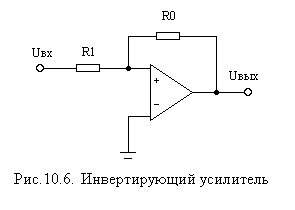 R0
Uвх
R1
Uвых
+
−
Рис.10.6. Инвертирующий усилитель